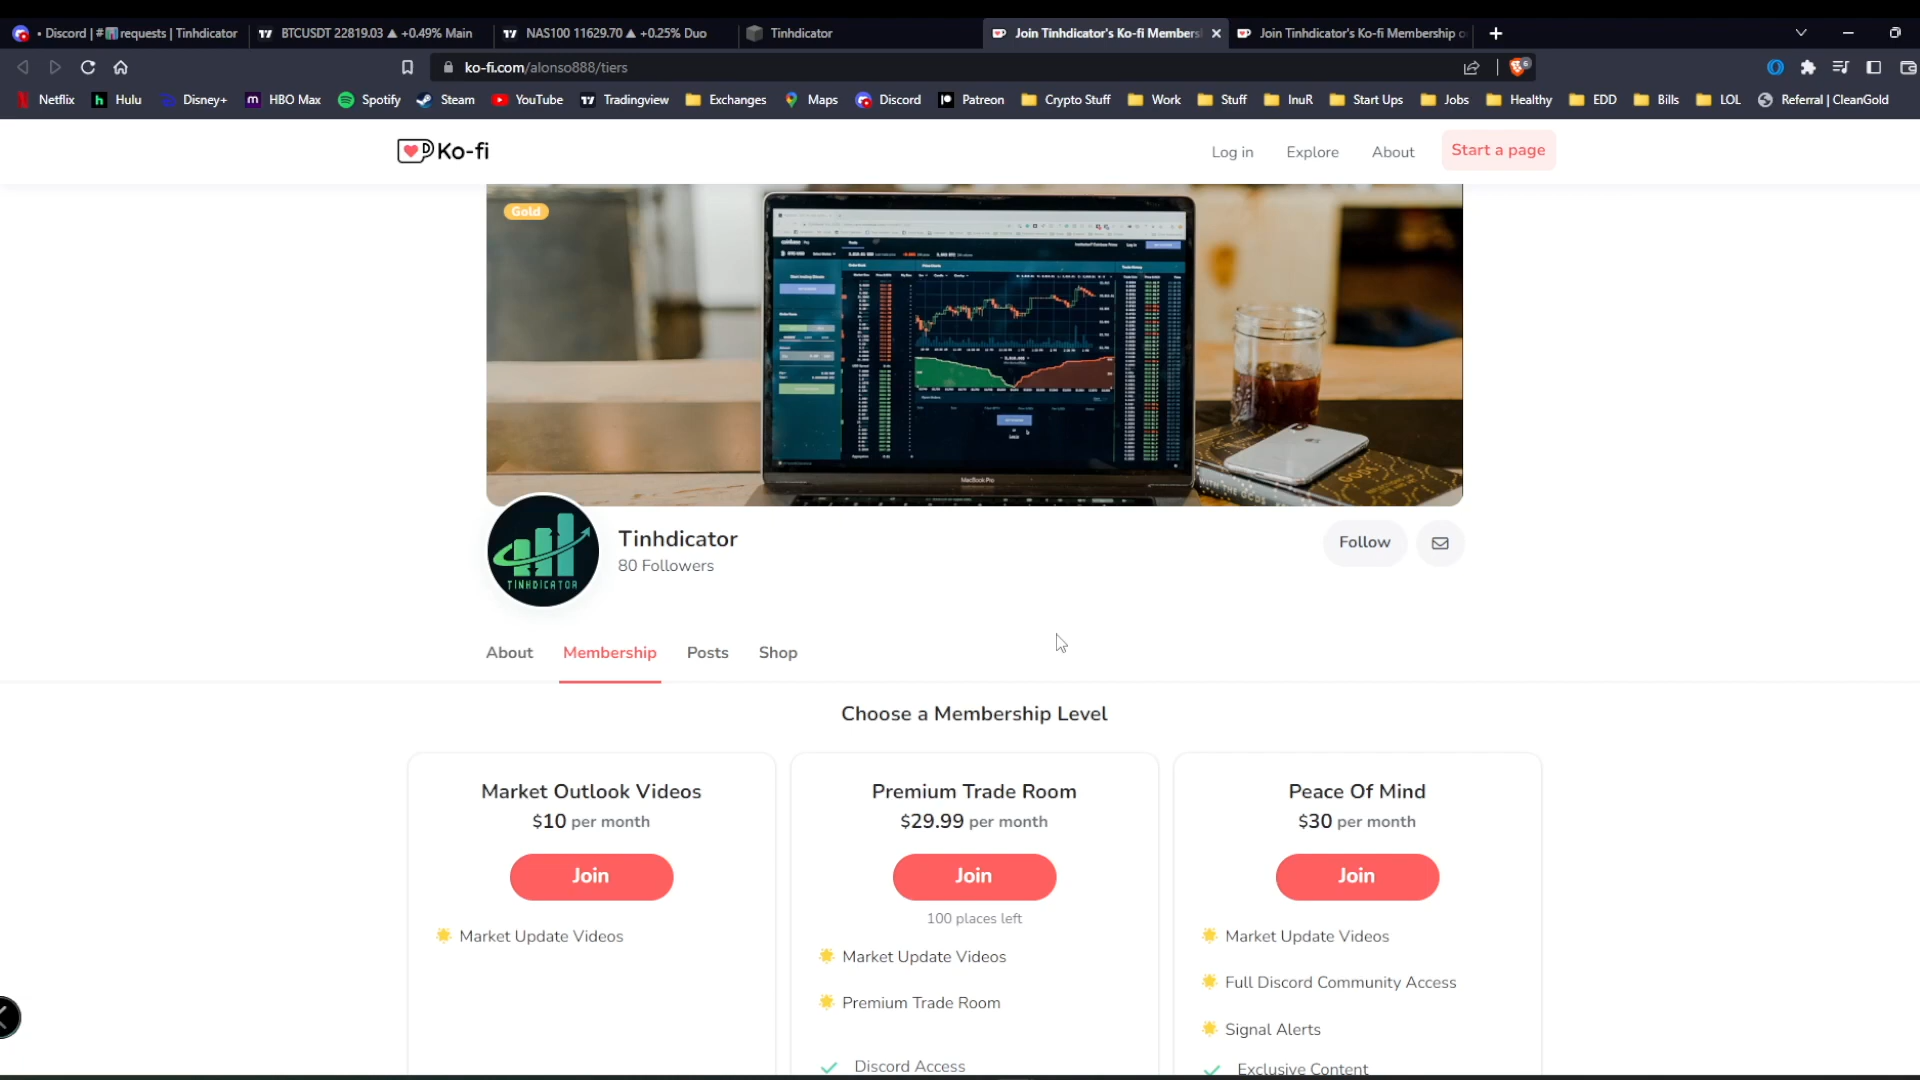 • Discord | # requests | Tinhdicator
BTCUSDT 22819.03 ▲ +0.49% Main
NAS100 11629.70 ▲ +0.25% Duo
Tinhdicator
Join Tinhdicator's Ko-fi Members
Join Tinhdicator's Ko-fi Membership o
ko-fi.com/alonso888/tiers
6
Netflix
Hulu
Disney+
HBO Max
Spotify
Steam
YouTube
Tradingview
Exchanges
Maps
Discord
Patreon
Crypto Stuff
Work
Stuff
InuR
Start Ups
Jobs
Healthy
EDD
Bills
LOL
Referral | CleanGold
Ko-fi
Log in
Explore
About
Start a page
Gold
MacBook Pro
TINHDICATOR
Tinhdicator
80 Followers
Follow
About
Membership
Posts
Shop
Choose a Membership Level
Market Outlook Videos
$10 per month
Join
🌟 Market Update Videos
Premium Trade Room
$29.99 per month
Join
100 places left
🌟 Market Update Videos
🌟 Premium Trade Room
✓ Discord Access
Peace Of Mind
$30 per month
Join
🌟 Market Update Videos
🌟 Full Discord Community Access
🌟 Signal Alerts
✓ Exclusive Content